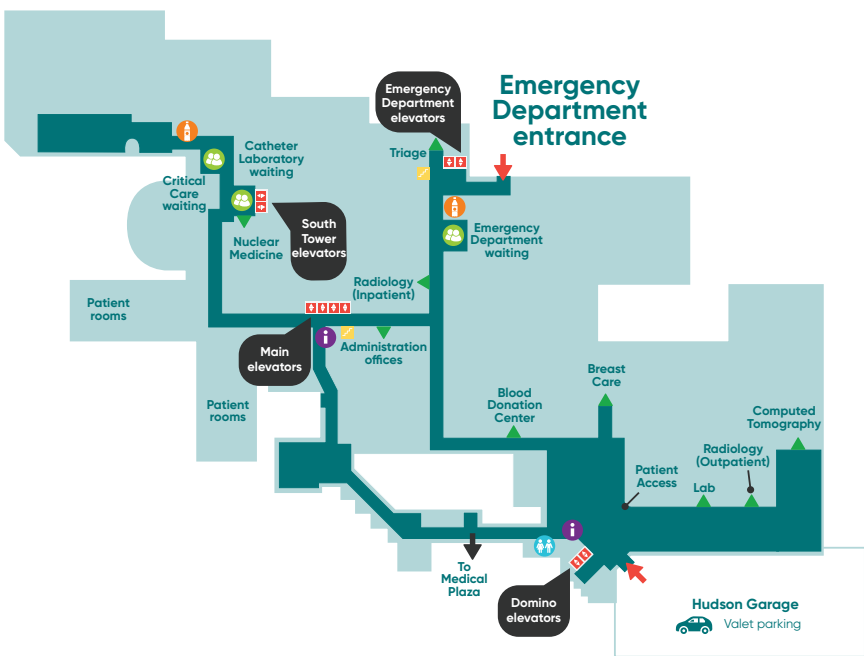 Emergency
Department
entrance
Emergency
Department
elevators
Triage
Catheter
Laboratory
waiting
Critical
Care
waiting
South
Tower
elevators
Nuclear
Medicine
Emergency
Department
waiting
Radiology
(Inpatient)
Patient
rooms
Main
elevators
i
Administration
offices
Patient
rooms
Breast
Care
Blood
Donation
Center
Computed
Tomography
Radiology
(Outpatient)
Patient
Access
Lab
i
To
Medical
Plaza
Domino
elevators
Hudson Garage
Valet parking